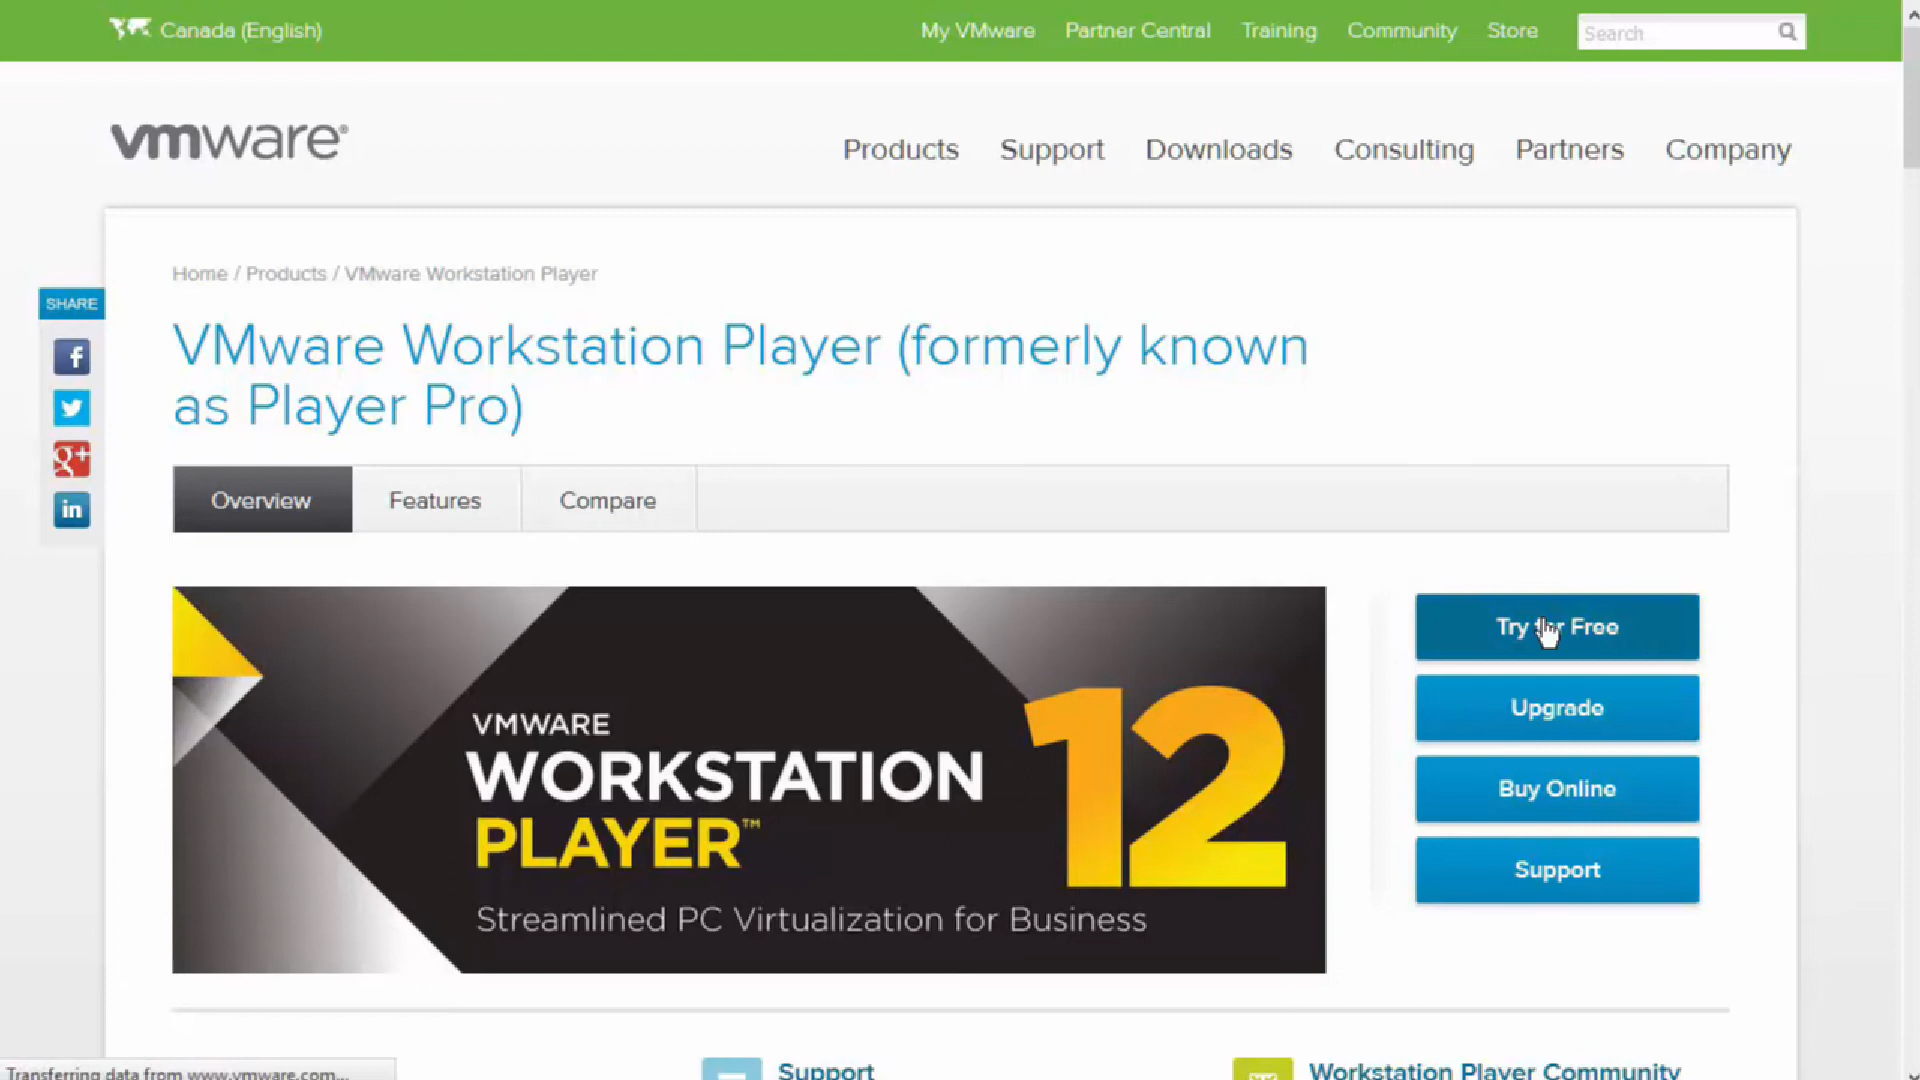 Canada (English)
My VMware
Partner Central
Training
Community
Store
Search
vmware®
Products
Support
Downloads
Consulting
Partners
Company
Home / Products / VMware Workstation Player
SHARE
VMware Workstation Player (formerly known
as Player Pro)
f
g+
in
Overview
Features
Compare
VMWARE
WORKSTATION
PLAYER™
12
Streamlined PC Virtualization for Business
Try for Free
Upgrade
Buy Online
Support
Support
Workstation Player Community
Transferring data from www.vmware.com...